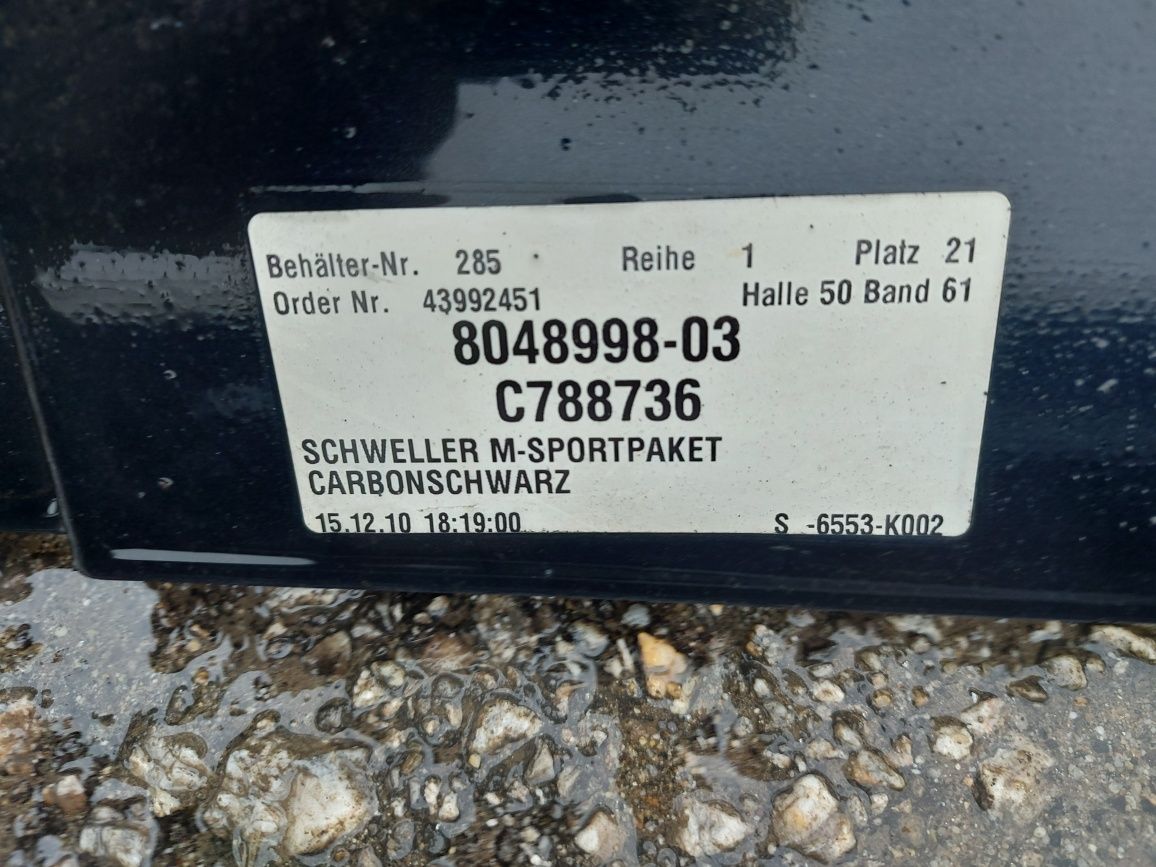 Behälter-Nr. 285 Reihe 1 Platz 21
Order Nr. 43992451 Halle 50 Band 61
8048998-03
C788736
SCHWELLER M-SPORTPAKET
CARBONSCHWARZ
15.12.10 18:19:00 S -6553-K002